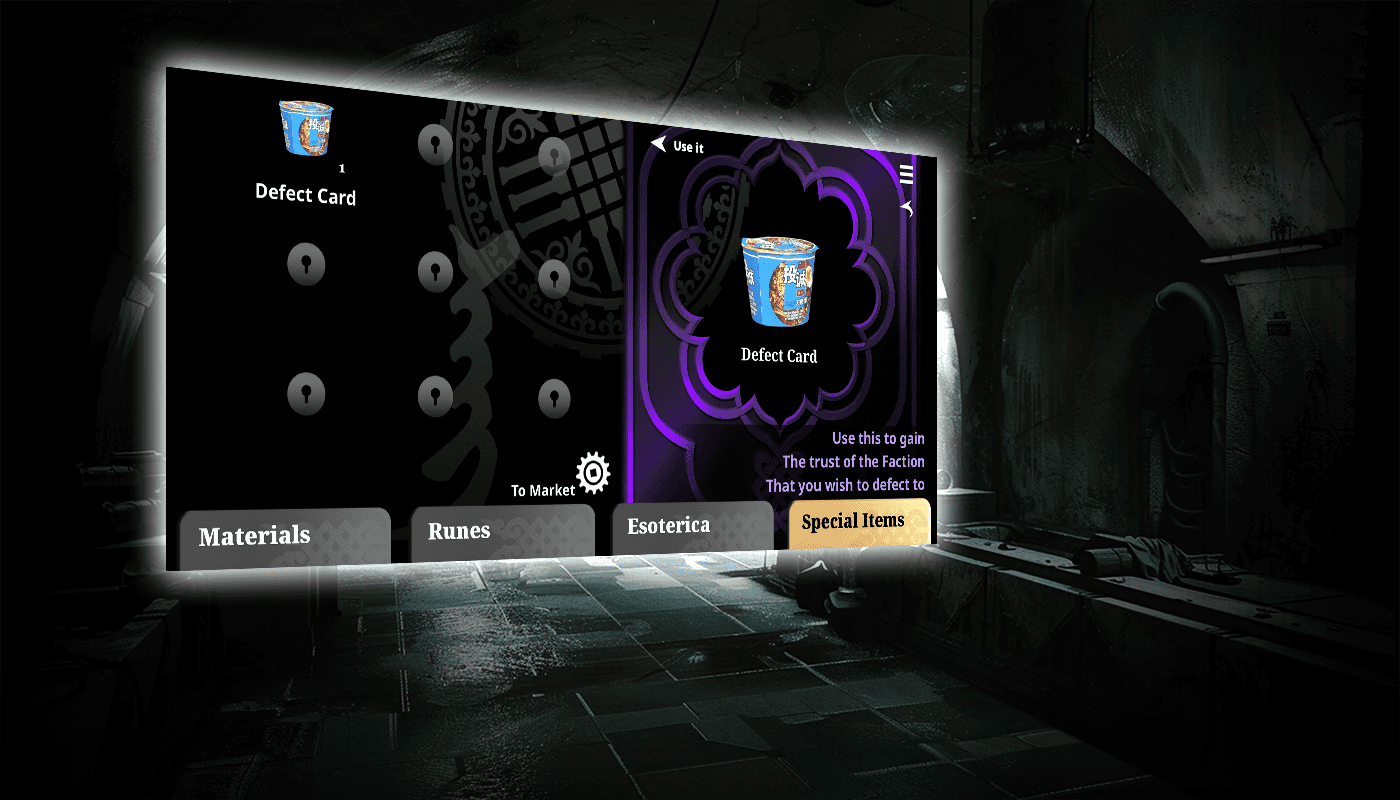 1
Defect Card
Use it
Defect Card
Use this to gain
The trust of the Faction
That you wish to defect to
To Market
Materials
Runes
Esoterica
Special Items